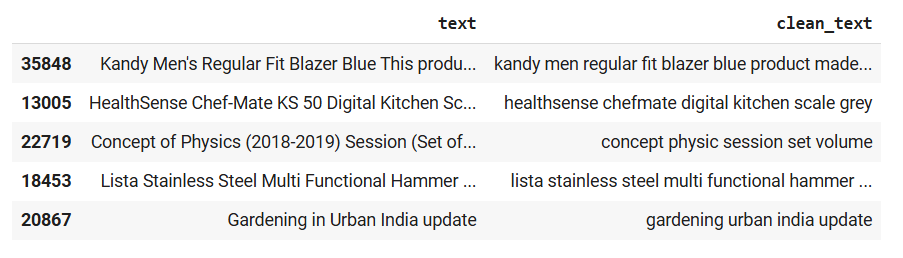 text clean_text
35848 Kandy Men's Regular Fit Blazer Blue This produ... kandy men regular fit blazer blue product made...
13005 HealthSense Chef-Mate KS 50 Digital Kitchen Sc... healthsense chefmate digital kitchen scale grey
22719 Concept of Physics (2018-2019) Session (Set of... concept physic session set volume
18453 Lista Stainless Steel Multi Functional Hammer ... lista stainless steel multi functional hammer ...
20867 Gardening in Urban India update gardening urban india update